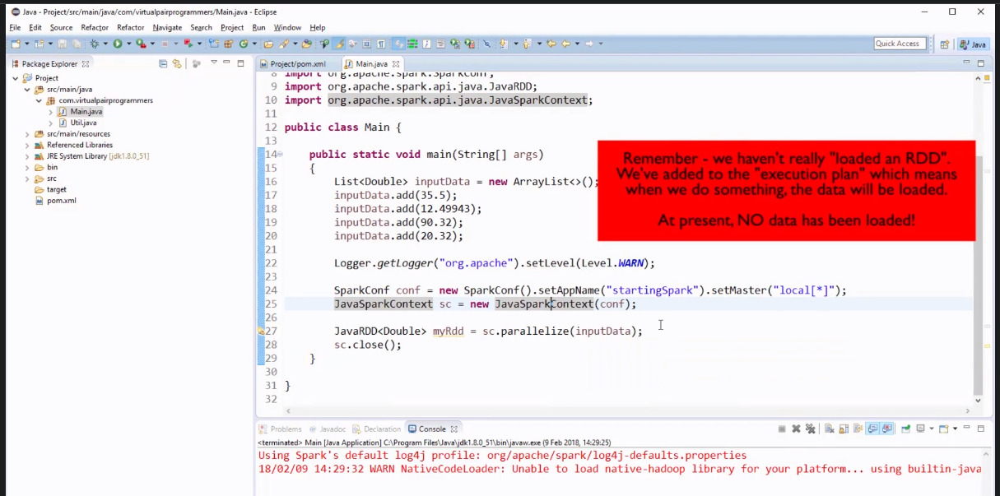 Java - Project/src/main/java/com/virtualpairprogrammers/Main.java - Eclipse
File Edit Source Refactor Refactor Navigate Search Project Run Window Help
Quick Access
Java
Package Explorer
Project/pom.xml
Main.java
Project
src/main/java
com.virtualpairprogrammers
Main.java
Util.java
src/main/resources
Referenced Libraries
JRE System Library [jdk1.8.0_51]
bin
src
target
pom.xml
8 import org.apache.spark.SparkConf;
9 import org.apache.spark.api.java.JavaRDD;
10 import org.apache.spark.api.java.JavaSparkContext;
11
12 public class Main {
13
14 public static void main(String[] args)
15 {
16 List<Double> inputData = new ArrayList<>();
17 inputData.add(35.5);
18 inputData.add(12.49943);
19 inputData.add(90.32);
20 inputData.add(20.32);
21
22 Logger.getLogger("org.apache").setLevel(Level.WARN);
23
24 SparkConf conf = new SparkConf().setAppName("startingSpark").setMaster("local[*]");
25 JavaSparkContext sc = new JavaSparkContext(conf);
27 JavaRDD<Double> myRdd = sc.parallelize(inputData);
28 sc.close();
29 }
30
31 }
32
Remember - we haven't really "loaded an RDD".
We've added to the "execution plan" which means
when we do something, the data will be loaded.
At present, NO data has been loaded!
Problems
Javadoc
Declaration
Console
<terminated> Main [Java Application] C:\Program Files\Java\jdk1.8.0_51\bin\javaw.exe (9 Feb 2018, 14:29:25)
Using Spark's default log4j profile: org/apache/spark/log4j-defaults.properties
18/02/09 14:29:32 WARN NativeCodeLoader: Unable to load native-hadoop library for your platform... using builtin-java